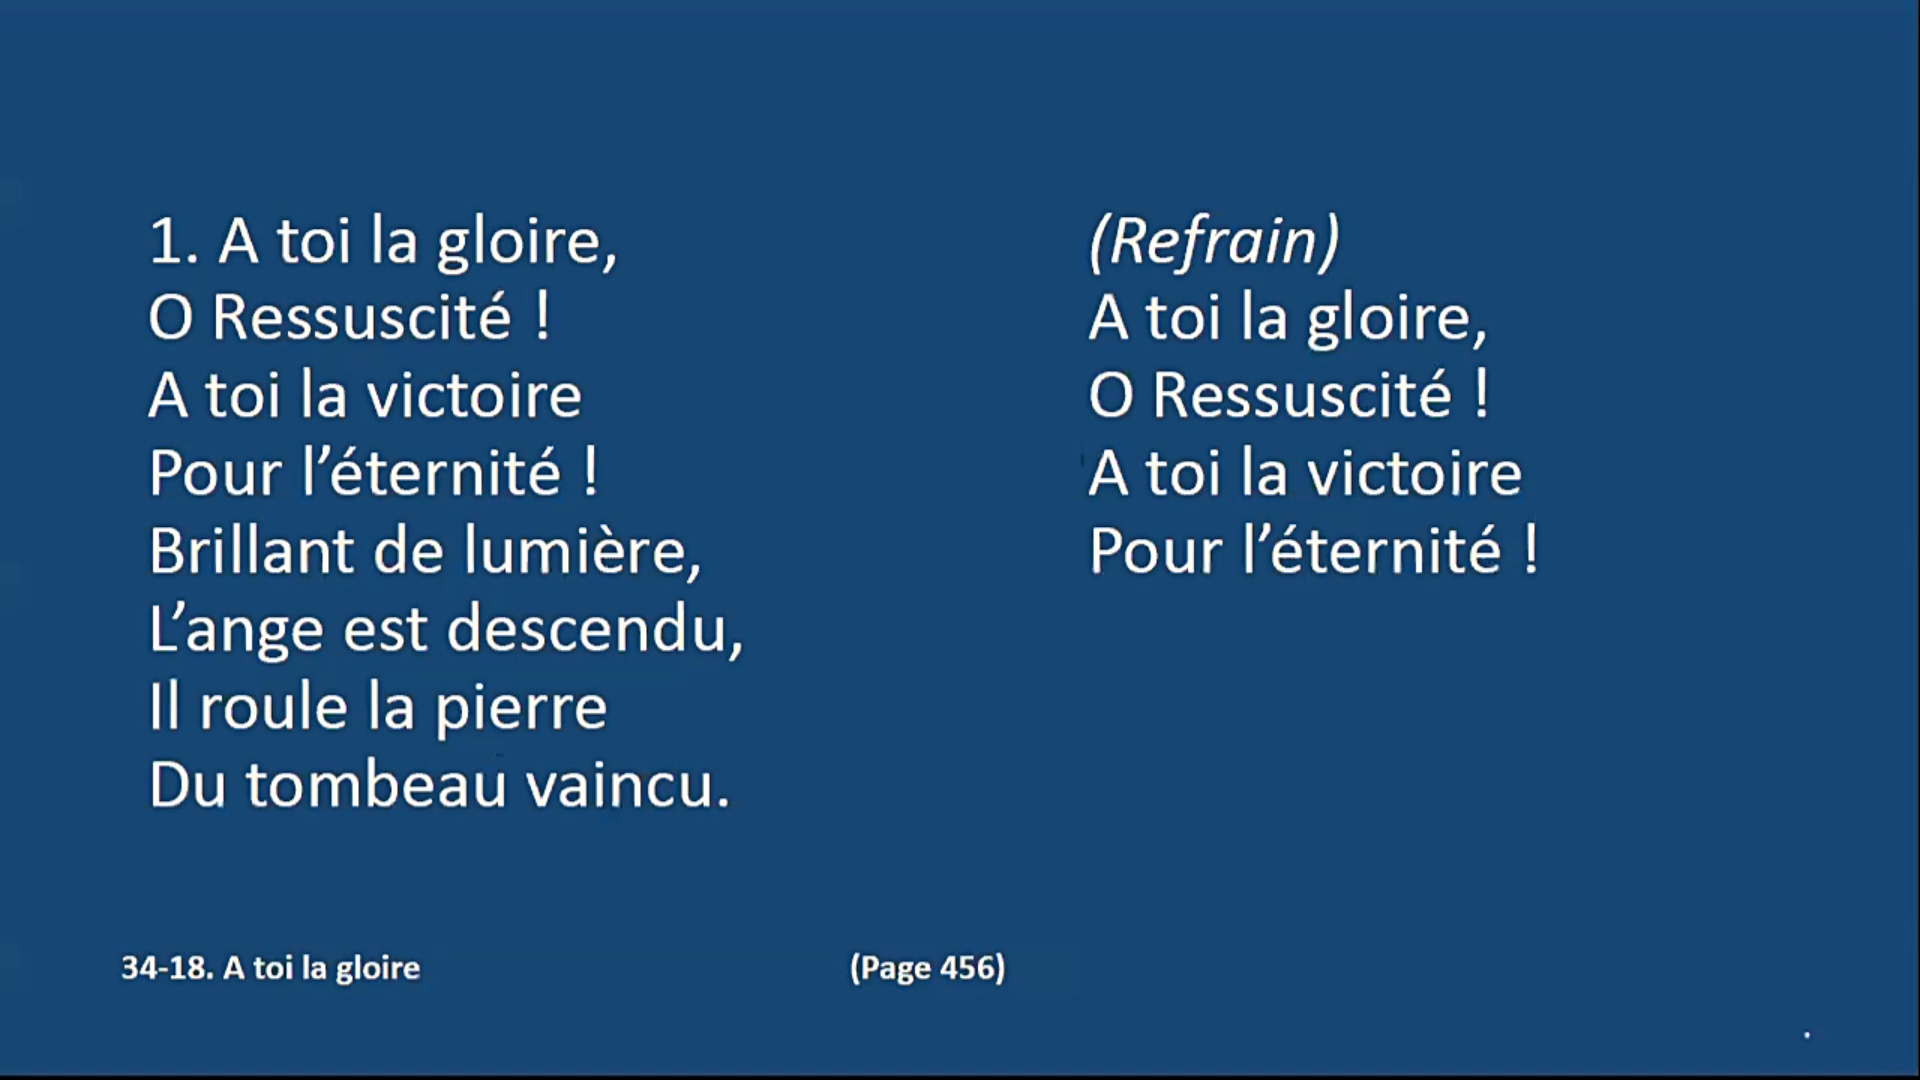 1. A toi la gloire,
O Ressuscité !
A toi la victoire
Pour l’éternité !
Brillant de lumière,
L’ange est descendu,
Il roule la pierre
Du tombeau vaincu.
(Refrain)
A toi la gloire,
O Ressuscité !
A toi la victoire
Pour l’éternité !
34-18. A toi la gloire (Page 456)